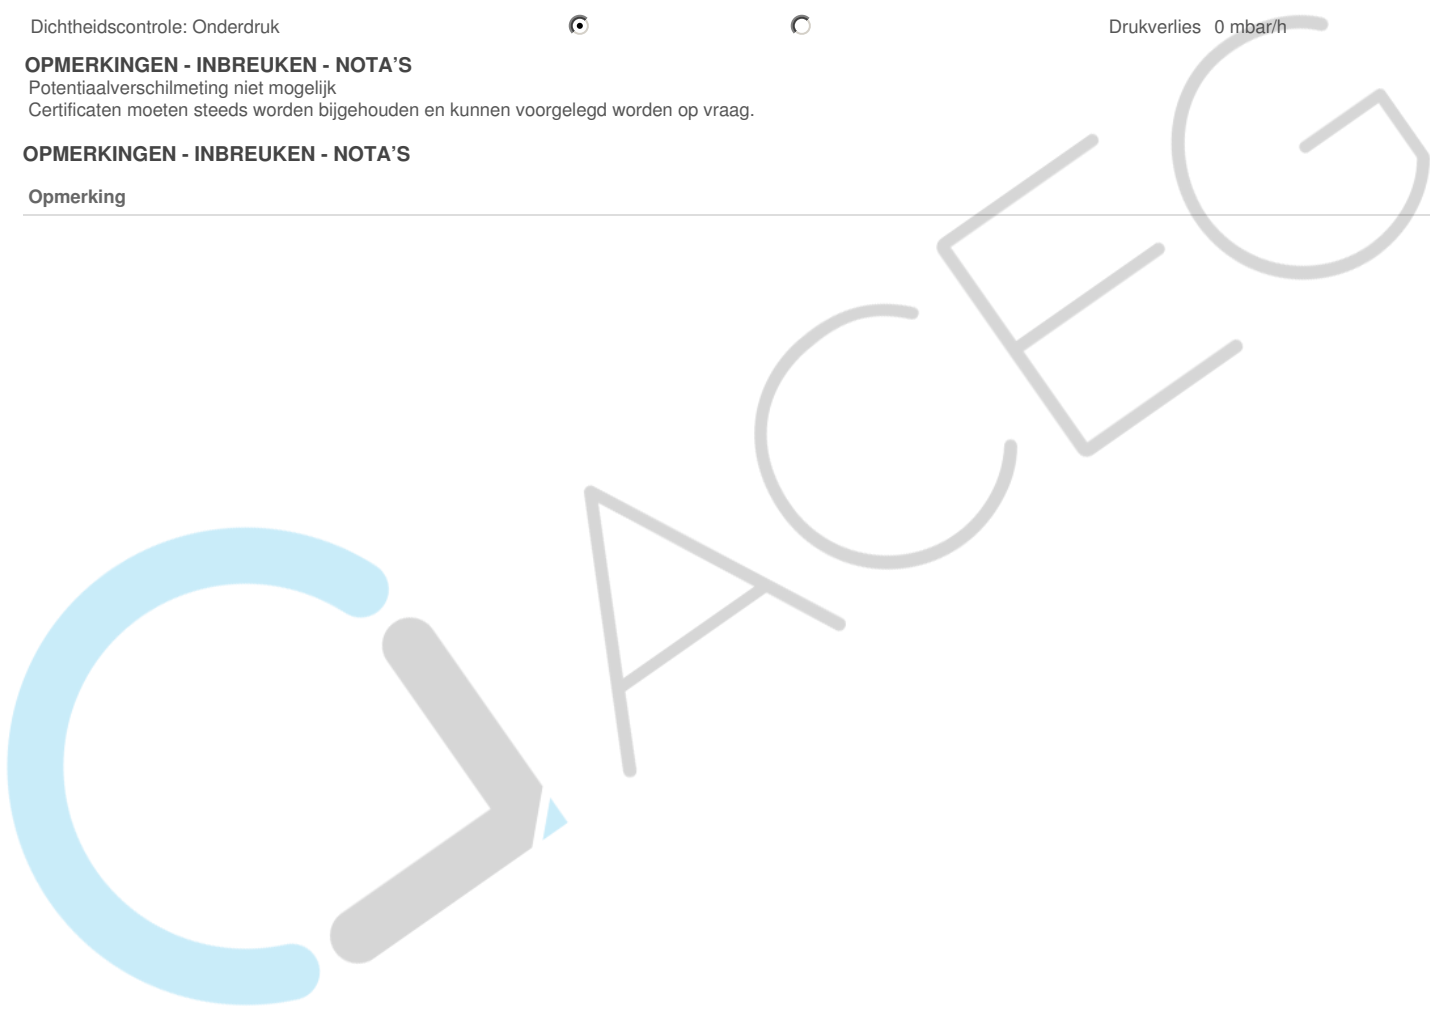 Dichtheidscontrole: Onderdruk Drukverlies 0 mbar/h
OPMERKINGEN - INBREUKEN - NOTA'S
Potentiaalverschilmeting niet mogelijk
Certificaten moeten steeds worden bijgehouden en kunnen voorgelegd worden op vraag.
OPMERKINGEN - INBREUKEN - NOTA'S
Opmerking
ACEG